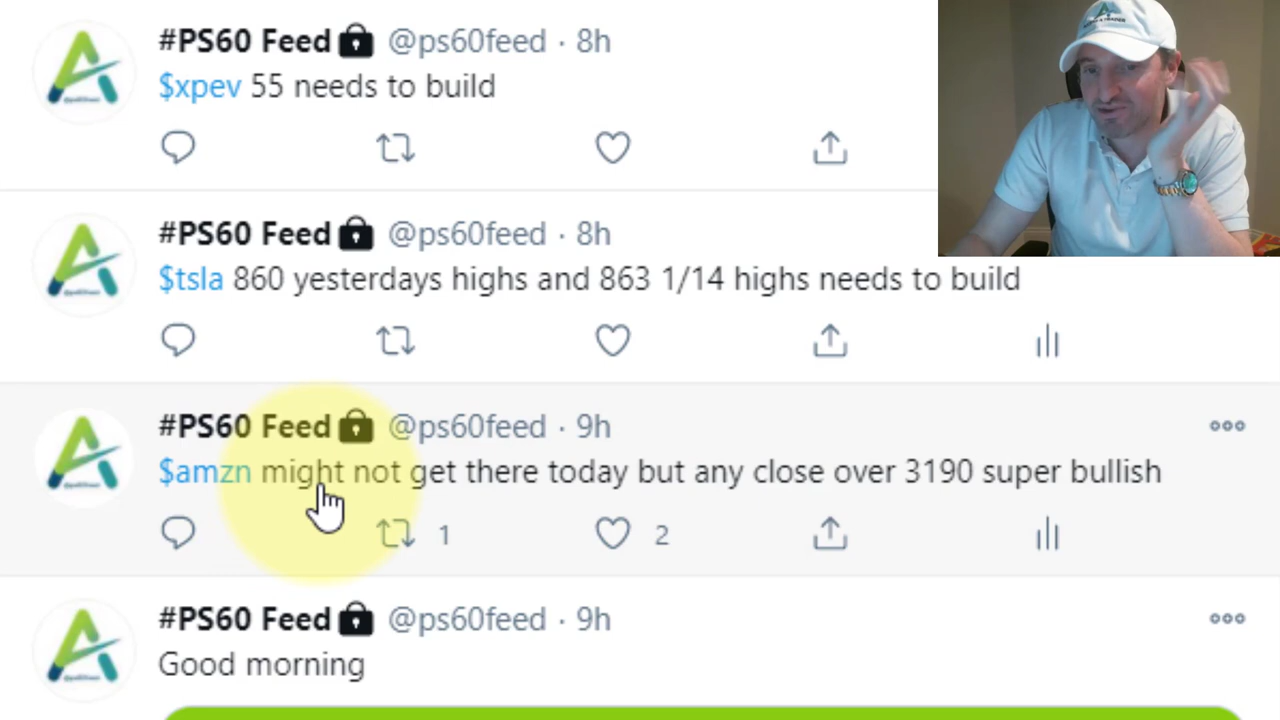 #PS60 Feed @ps60feed · 8h
$xpev 55 needs to build
#PS60 Feed @ps60feed · 8h
$tsla 860 yesterdays highs and 863 1/14 highs needs to build
#PS60 Feed @ps60feed · 9h
$amzn might not get there today but any close over 3190 super bullish
1 2
#PS60 Feed @ps60feed · 9h
Good morning